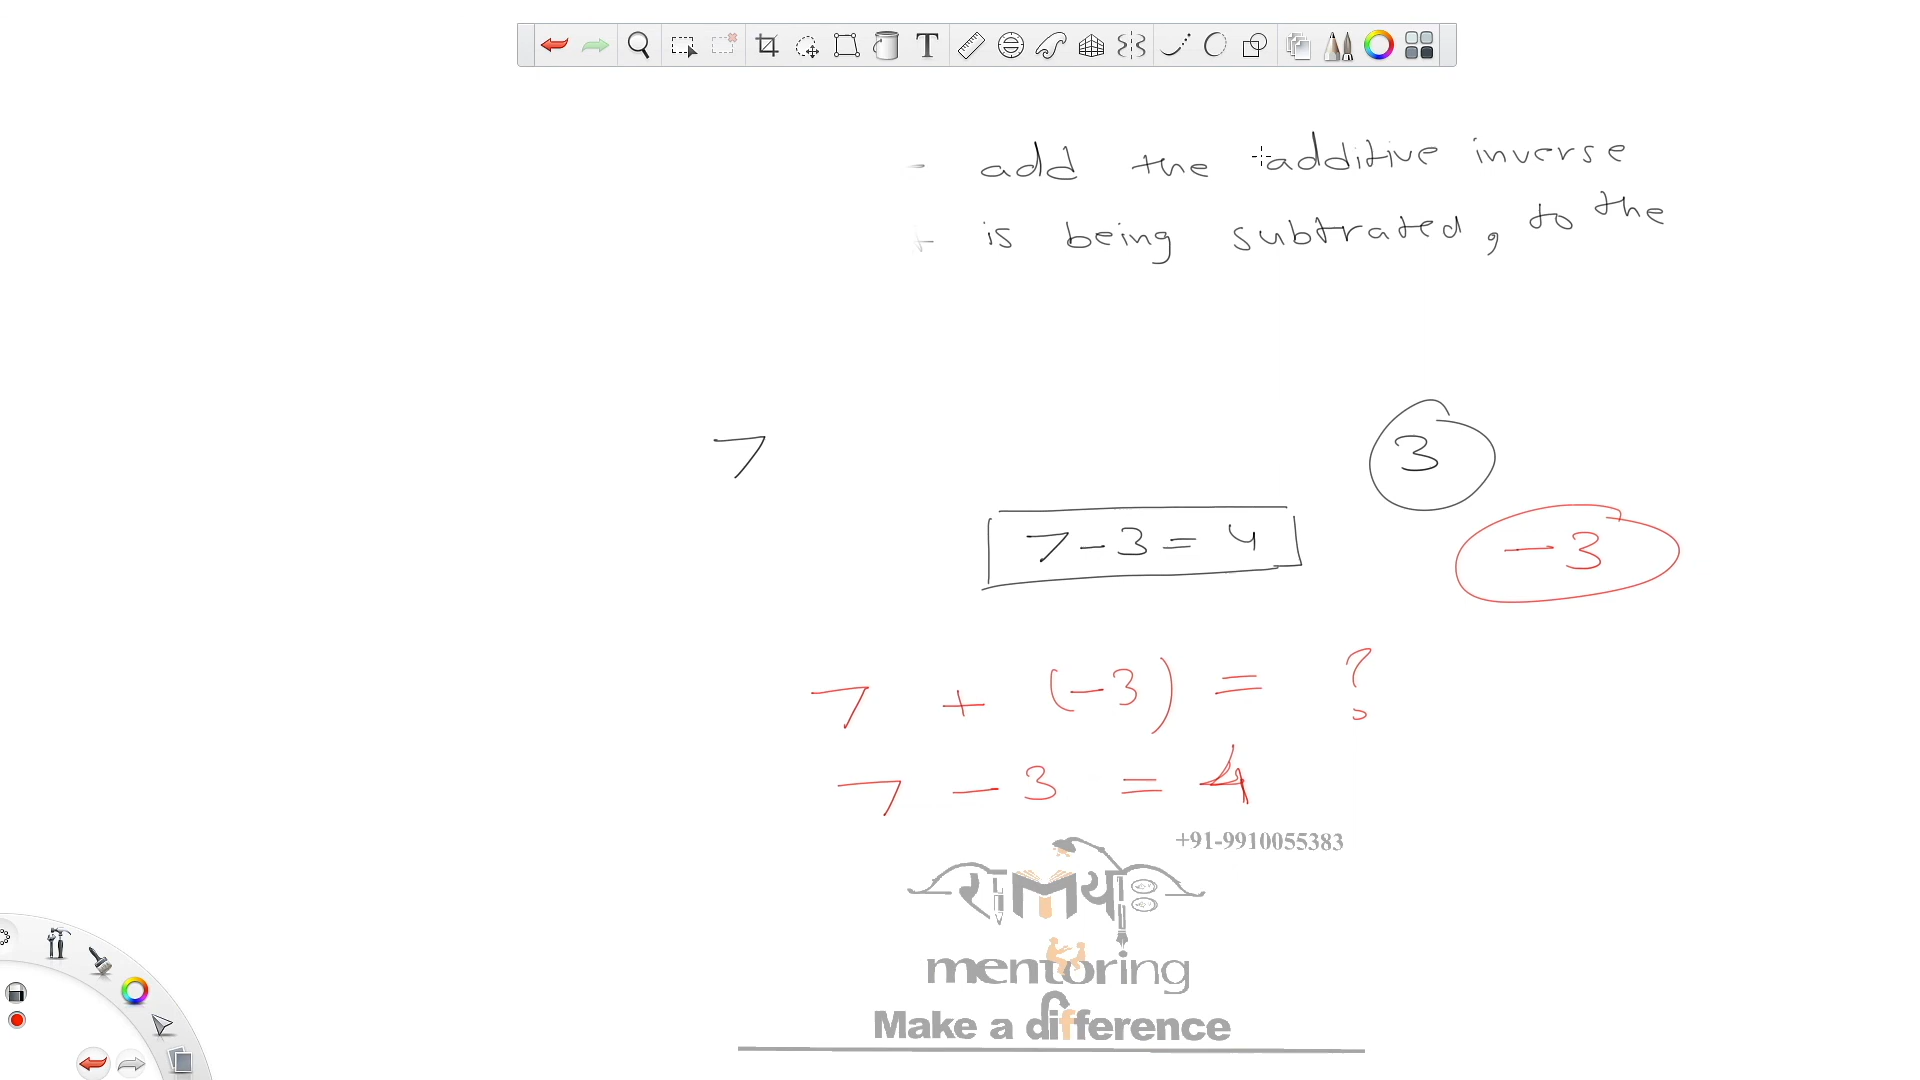 - add the additive inverse
is being subtrated, to the
7 3
7 - 3 = 4
- 3
7 + (-3) = ?
7 - 3 = 4
+91-9910055383
mentoring
Make a difference